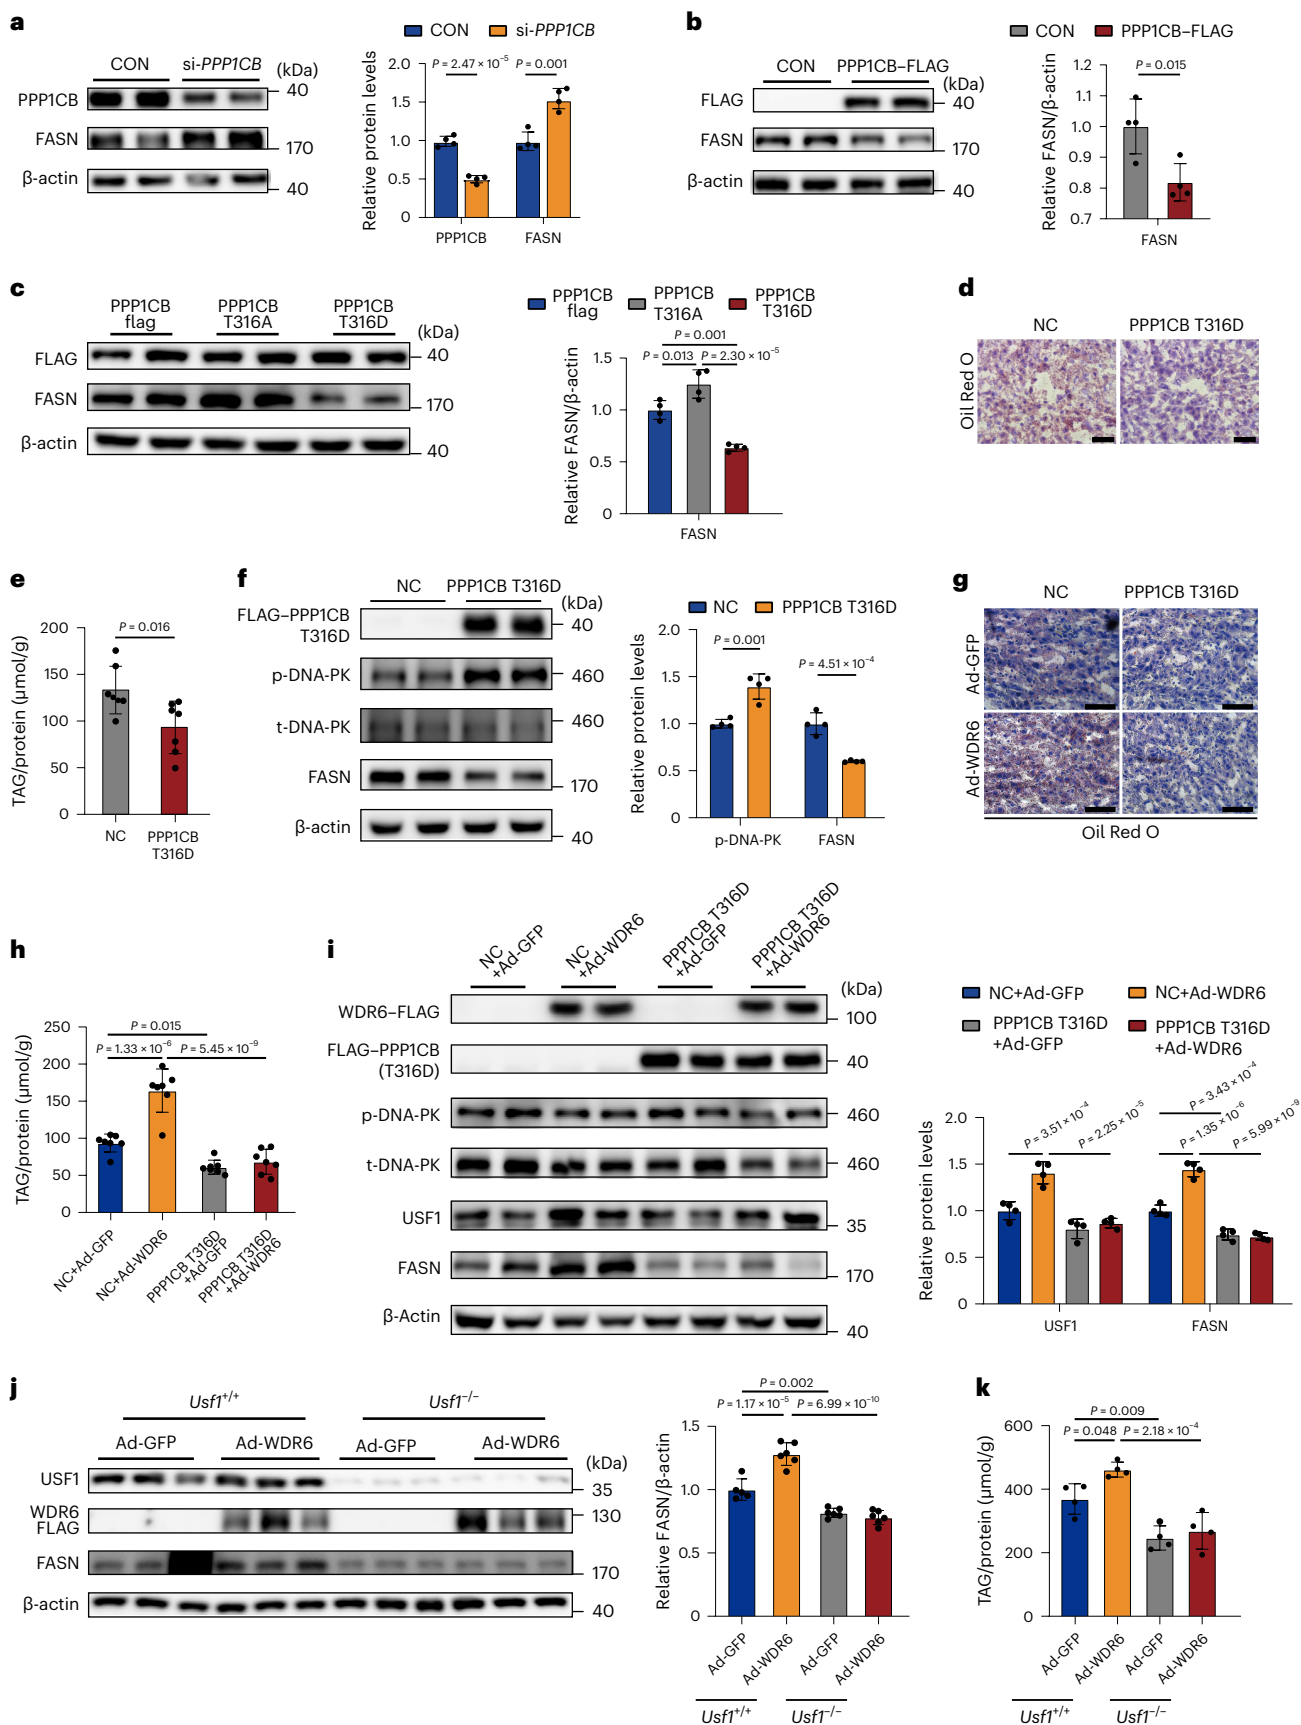 a
CON si-PPP1CB (kDa)
PPP1CB 40
FASN 170
β-actin 40
CON si-PPP1CB
P = 2.47 × 10⁻⁵ P = 0.001
Relative protein levels
2.0
1.5
1.0
0.5
0
PPP1CB FASN
b
CON PPP1CB–FLAG (kDa)
FLAG 40
FASN 170
β-actin 40
CON PPP1CB–FLAG
P = 0.015
Relative FASN/β-actin
1.2
1.1
1.0
0.9
0.8
0.7
FASN
c
PPP1CB flag PPP1CB T316A PPP1CB T316D (kDa)
FLAG 40
FASN 170
β-actin 40
PPP1CB flag PPP1CB T316A PPP1CB T316D
P = 0.001
P = 0.013 P = 2.30 × 10⁻⁵
Relative FASN/β-actin
1.5
1.0
0.5
0
FASN
d
NC PPP1CB T316D
Oil Red O
e
P = 0.016
TAG/protein (µmol/g)
200
150
100
50
0
NC PPP1CB T316D
f
NC PPP1CB T316D (kDa)
FLAG–PPP1CB T316D 40
p-DNA-PK 460
t-DNA-PK 460
FASN 170
β-actin 40
NC PPP1CB T316D
P = 0.001
P = 4.51 × 10⁻⁴
Relative protein levels
2.0
1.5
1.0
0.5
0
p-DNA-PK FASN
g
NC PPP1CB T316D
Ad-GFP
Ad-WDR6
Oil Red O
h
P = 0.015
P = 1.33 × 10⁻⁶ P = 5.45 × 10⁻⁹
TAG/protein (µmol/g)
250
200
150
100
50
0
NC+Ad-GFP
NC+Ad-WDR6
PPP1CB T316D +Ad-GFP
PPP1CB T316D +Ad-WDR6
i
NC +Ad-GFP
NC +Ad-WDR6
PPP1CB T316D +Ad-GFP
PPP1CB T316D +Ad-WDR6
(kDa)
WDR6–FLAG 100
FLAG–PPP1CB (T316D) 40
p-DNA-PK 460
t-DNA-PK 460
USF1 35
FASN 170
β-Actin 40
NC+Ad-GFP NC+Ad-WDR6
PPP1CB T316D +Ad-GFP PPP1CB T316D +Ad-WDR6
P = 3.51 × 10⁻⁴
P = 2.25 × 10⁻⁵
P = 3.43 × 10⁻⁴
P = 1.35 × 10⁻⁶
P = 5.99 × 10⁻⁹
Relative protein levels
2.0
1.5
1.0
0.5
0
USF1 FASN
j
Usf1⁺/⁺ Usf1⁻/⁻
Ad-GFP Ad-WDR6 Ad-GFP Ad-WDR6 (kDa)
USF1 35
WDR6 FLAG 130
FASN 170
β-actin 40
P = 0.002
P = 1.17 × 10⁻⁵ P = 6.99 × 10⁻¹⁰
Relative FASN/β-actin
1.5
1.0
0.5
0
Ad-GFP
Ad-WDR6
Ad-GFP
Ad-WDR6
Usf1⁺/⁺ Usf1⁻/⁻
k
P = 0.009
P = 0.048 P = 2.18 × 10⁻⁴
TAG/protein (µmol/g)
600
400
200
0
Ad-GFP
Ad-WDR6
Ad-GFP
Ad-WDR6
Usf1⁺/⁺ Usf1⁻/⁻